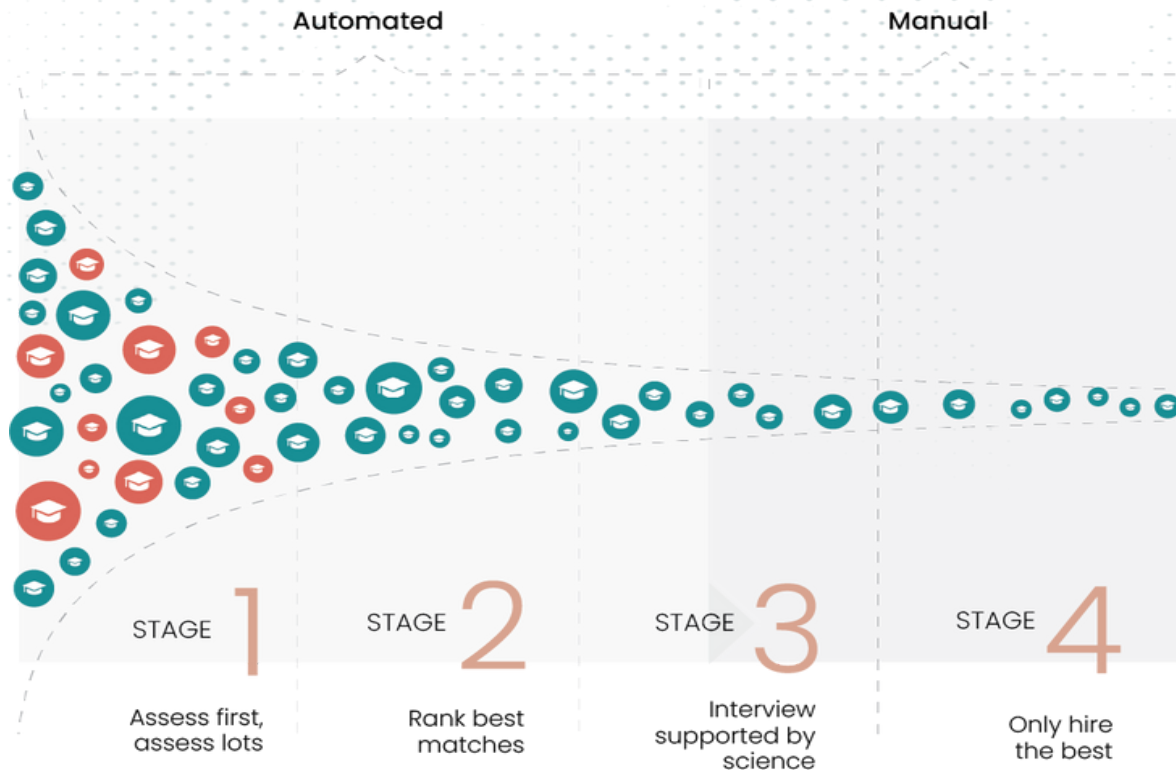 Automated
Manual
STAGE 1
Assess first,
assess lots
STAGE 2
Rank best
matches
STAGE 3
Interview
supported by
science
STAGE 4
Only hire
the best